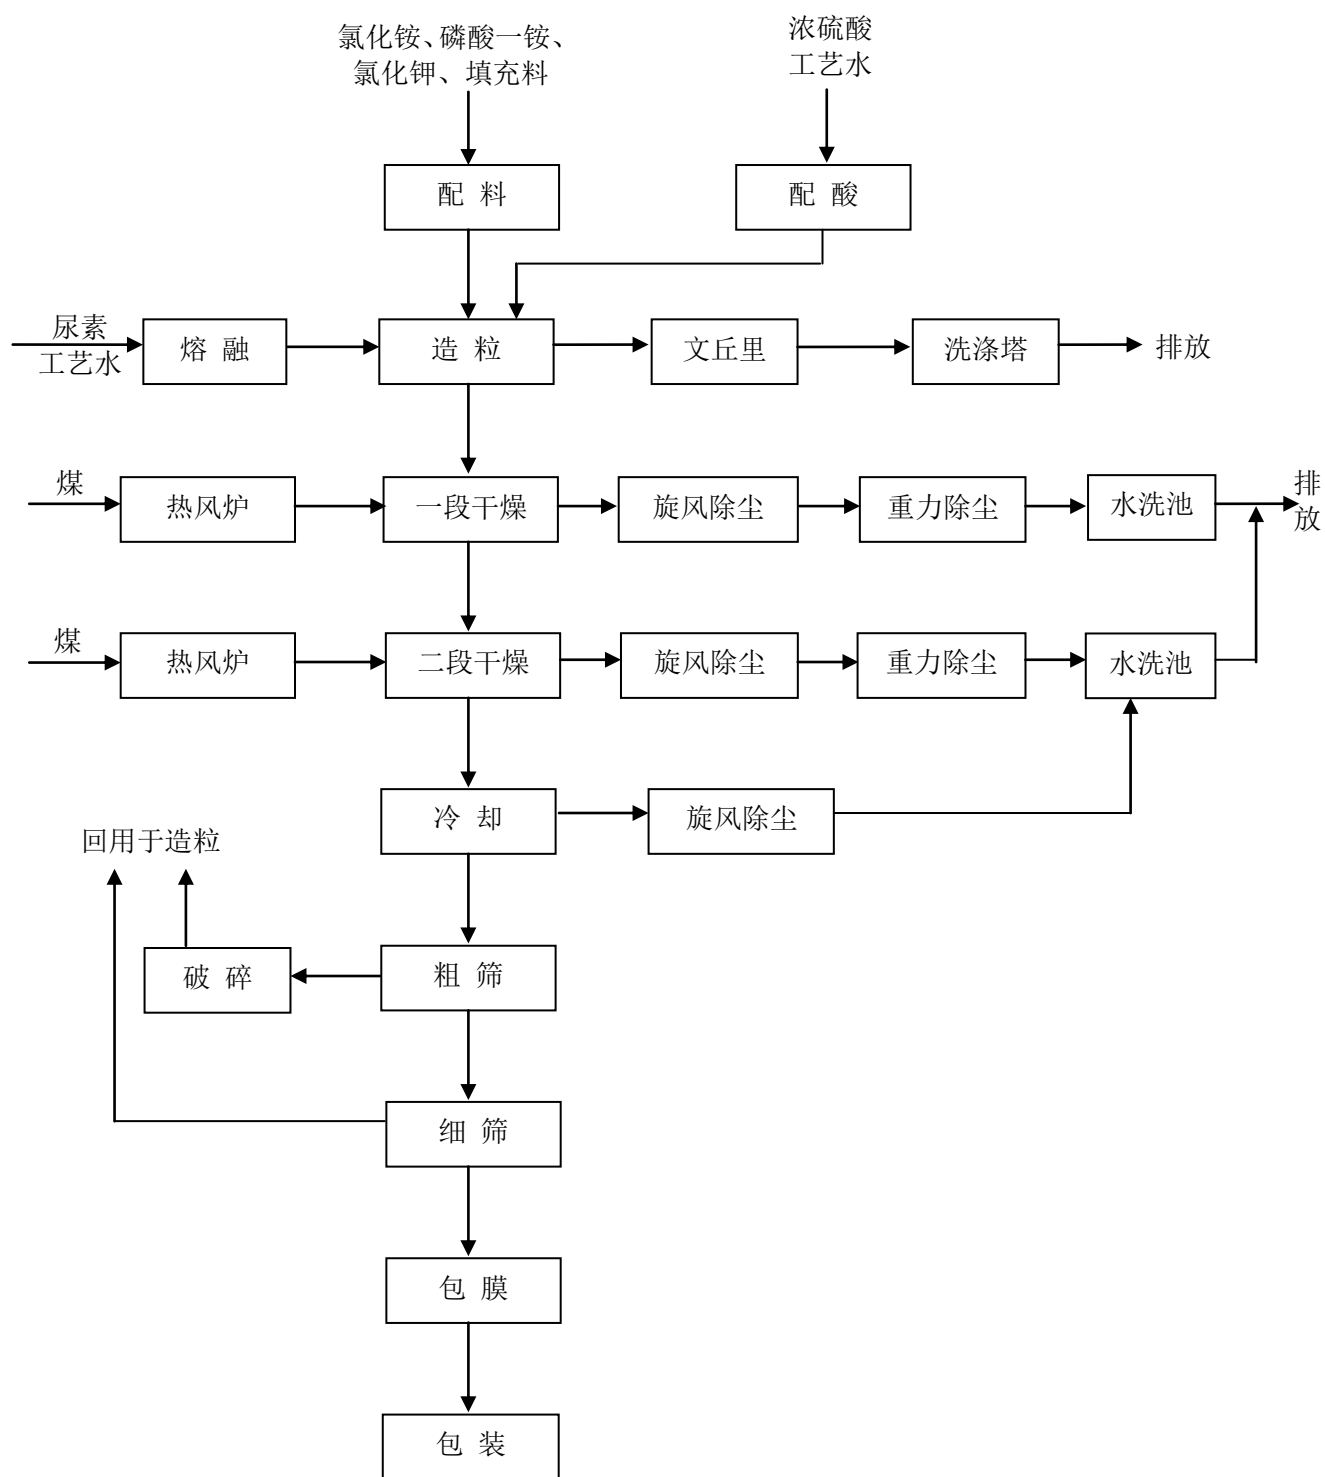 氯化铵、磷酸一铵、
氯化钾、填充料
浓硫酸
工艺水
配 料
配 酸
尿素
工艺水
熔 融
造 粒
文丘里
洗涤塔
排放
煤
热风炉
一段干燥
旋风除尘
重力除尘
水洗池
排
放
煤
热风炉
二段干燥
旋风除尘
重力除尘
水洗池
冷 却
旋风除尘
回用于造粒
破 碎
粗 筛
细 筛
包 膜
包 装